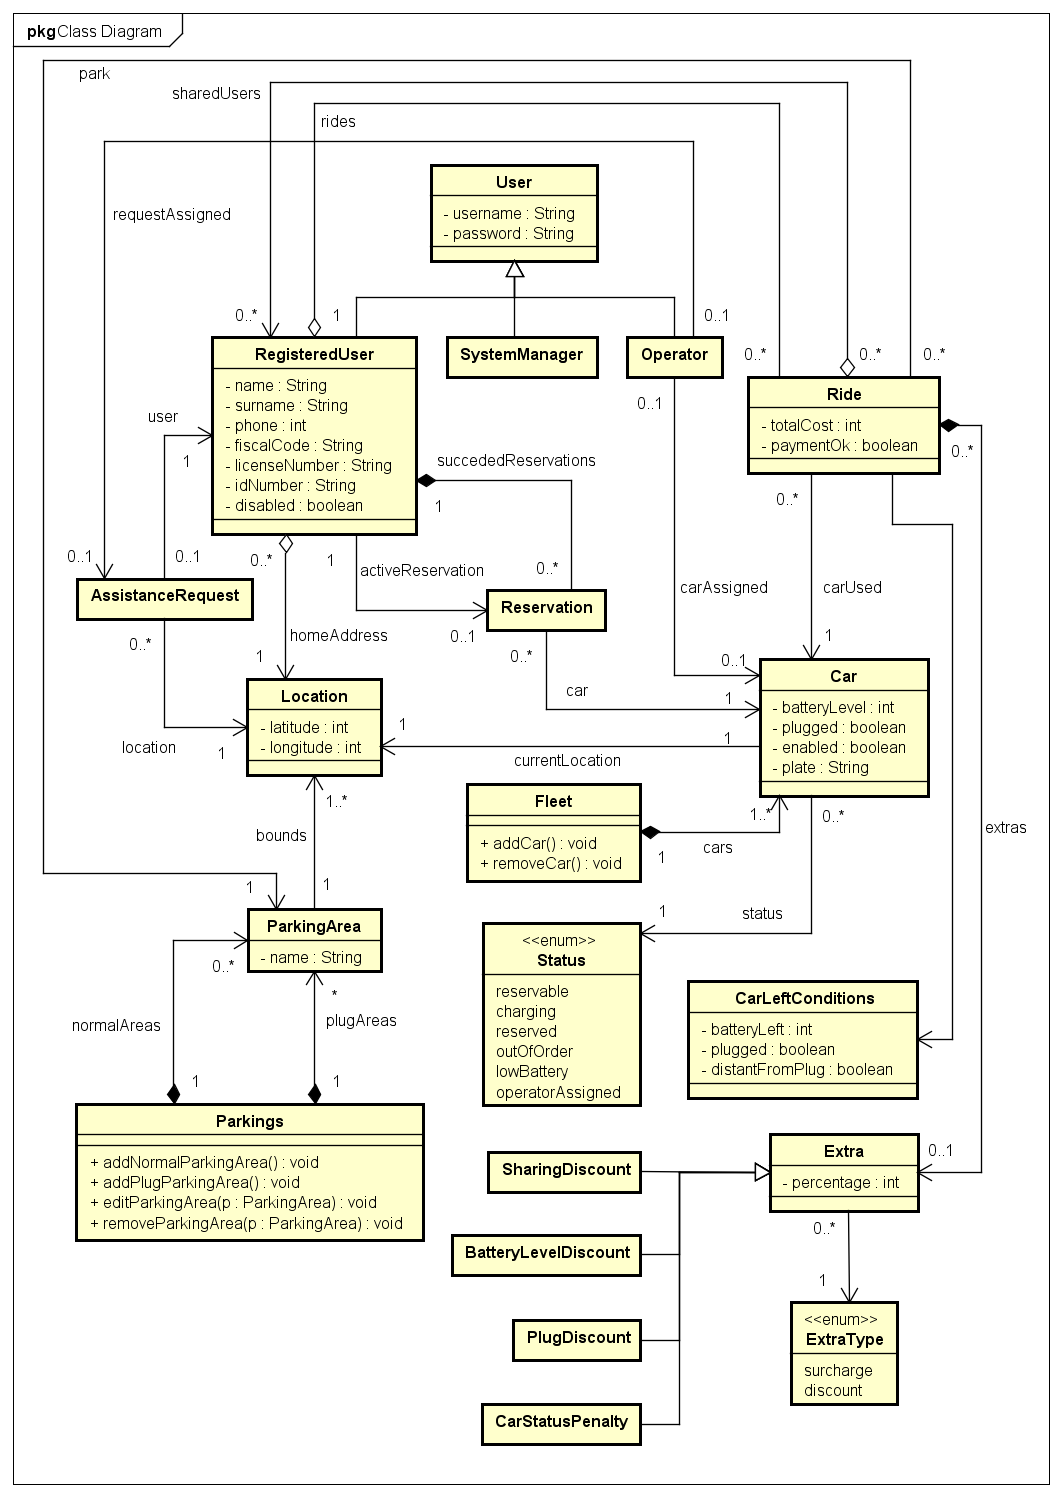 pkg Class Diagram
park
sharedUsers
rides
requestAssigned
User
- username : String
- password : String
0..*
1
0..1
RegisteredUser
- name : String
- surname : String
- phone : int
- fiscalCode : String
- licenseNumber : String
- idNumber : String
- disabled : boolean
SystemManager
Operator
0..1
0..*
0..*
0..*
Ride
- totalCost : int
- paymentOk : boolean
0..*
user
1
succededReservations
1
0..*
0..1
0..1
AssistanceRequest
0..*
0..*
1
activeReservation
0..*
Reservation
0..1
0..*
homeAddress
1
carAssigned
0..1
carUsed
1
Location
- latitude : int
- longitude : int
location
1
car
1
1
currentLocation
1
Car
- batteryLevel : int
- plugged : boolean
- enabled : boolean
- plate : String
1..*
bounds
1
1
Fleet
+ addCar() : void
+ removeCar() : void
1
cars
1..*
0..*
extras
ParkingArea
- name : String
0..*
*
normalAreas
plugAreas
1
1
status
1
<<enum>>
Status
reservable
charging
reserved
outOfOrder
lowBattery
operatorAssigned
CarLeftConditions
- batteryLeft : int
- plugged : boolean
- distantFromPlug : boolean
Parkings
+ addNormalParkingArea() : void
+ addPlugParkingArea() : void
+ editParkingArea(p : ParkingArea) : void
+ removeParkingArea(p : ParkingArea) : void
SharingDiscount
BatteryLevelDiscount
PlugDiscount
CarStatusPenalty
Extra
- percentage : int
0..1
0..*
1
<<enum>>
ExtraType
surcharge
discount